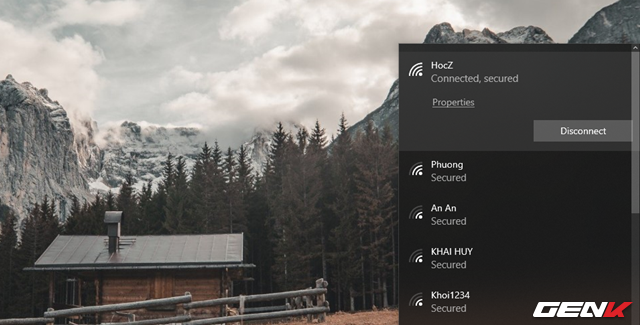 HocZ
Connected, secured
Properties
Disconnect
Phuong
Secured
An An
Secured
KHAI HUY
Secured
Khoi1234
Secured
GENK